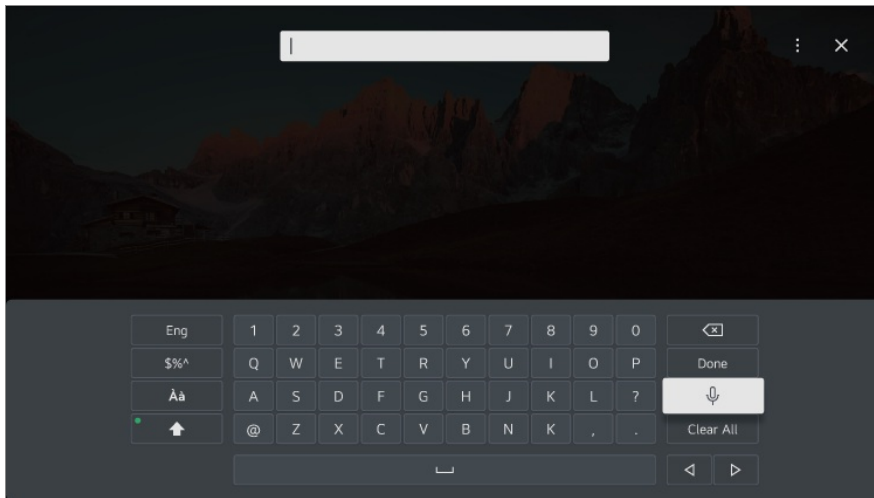 Eng 1 2 3 4 5 6 7 8 9 0
$%^ Q W E T R Y U I O P Done
Àà A S D F G H J K L ?
@ Z X C V B N K , . Clear All